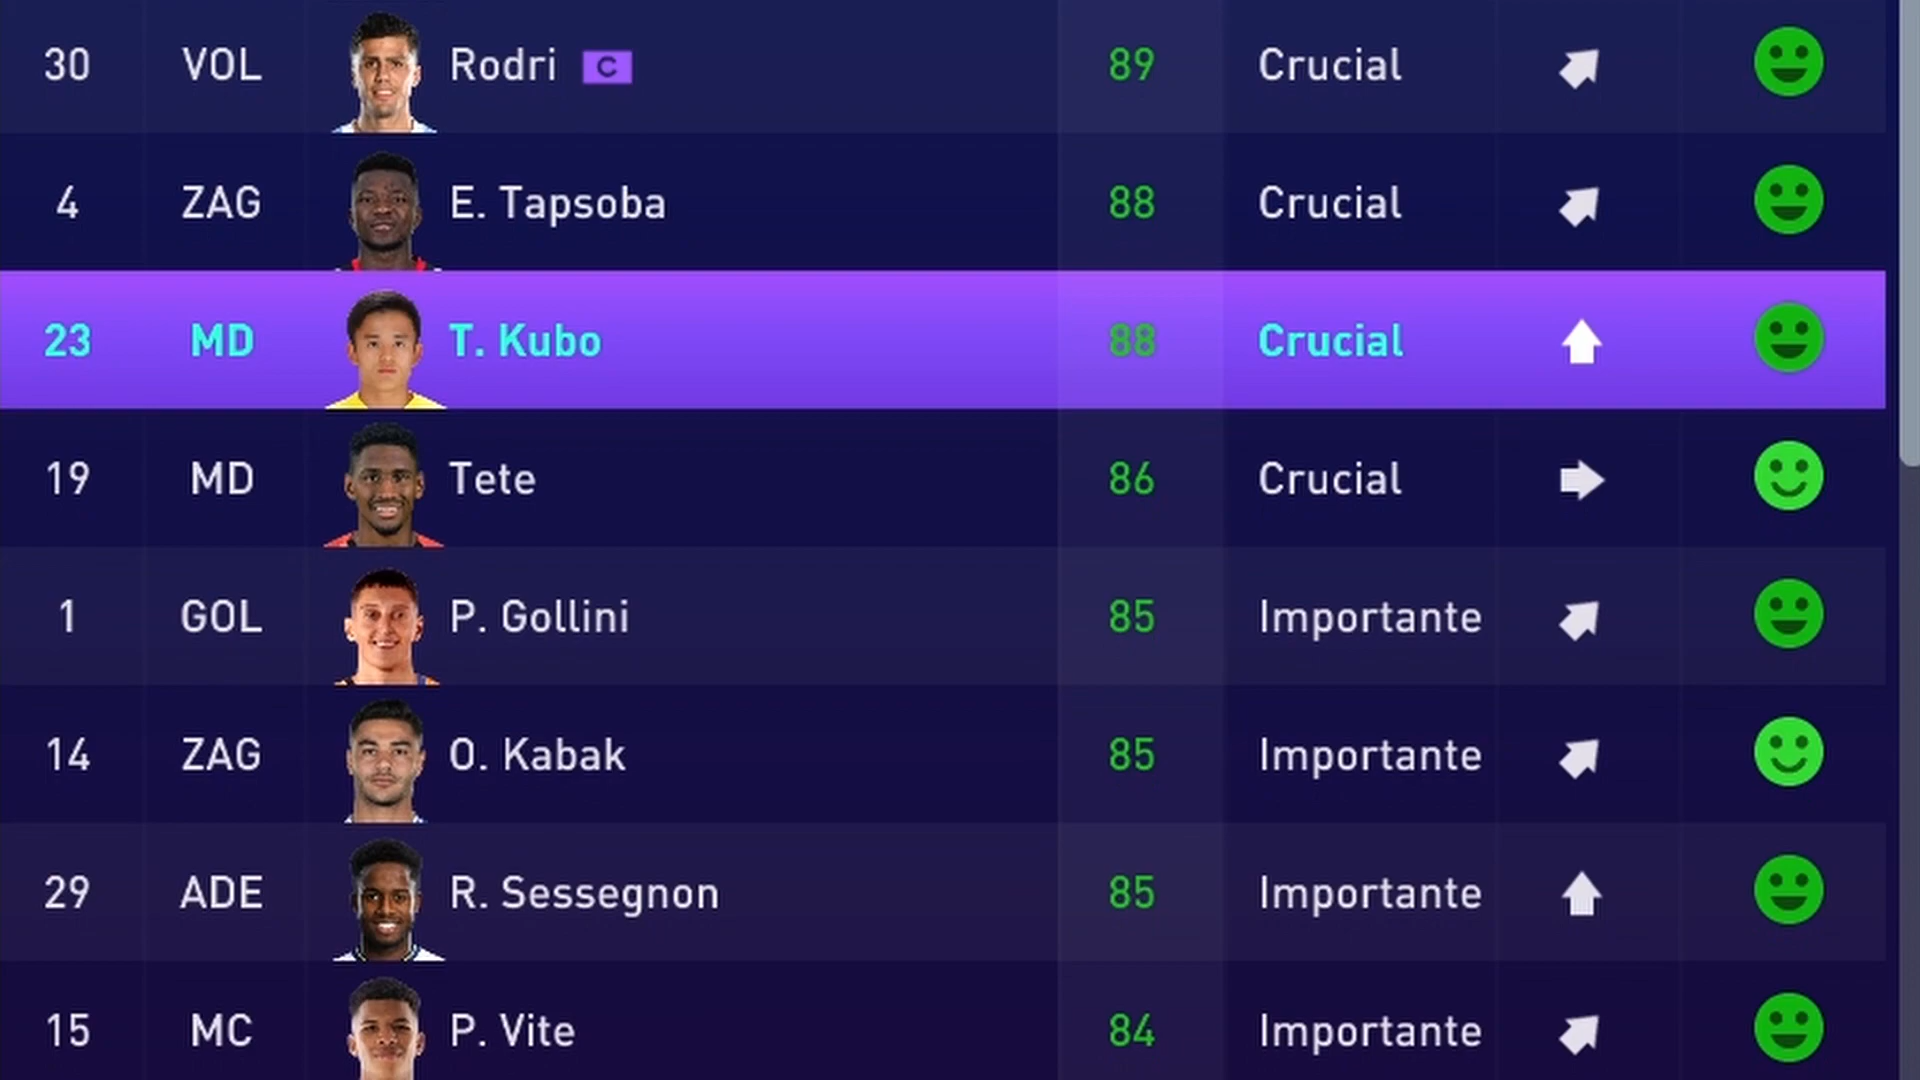 30 VOL Rodri C 89 Crucial
4 ZAG E. Tapsoba 88 Crucial
23 MD T. Kubo 88 Crucial
19 MD Tete 86 Crucial
1 GOL P. Gollini 85 Importante
14 ZAG O. Kabak 85 Importante
29 ADE R. Sessegnon 85 Importante
15 MC P. Vite 84 Importante